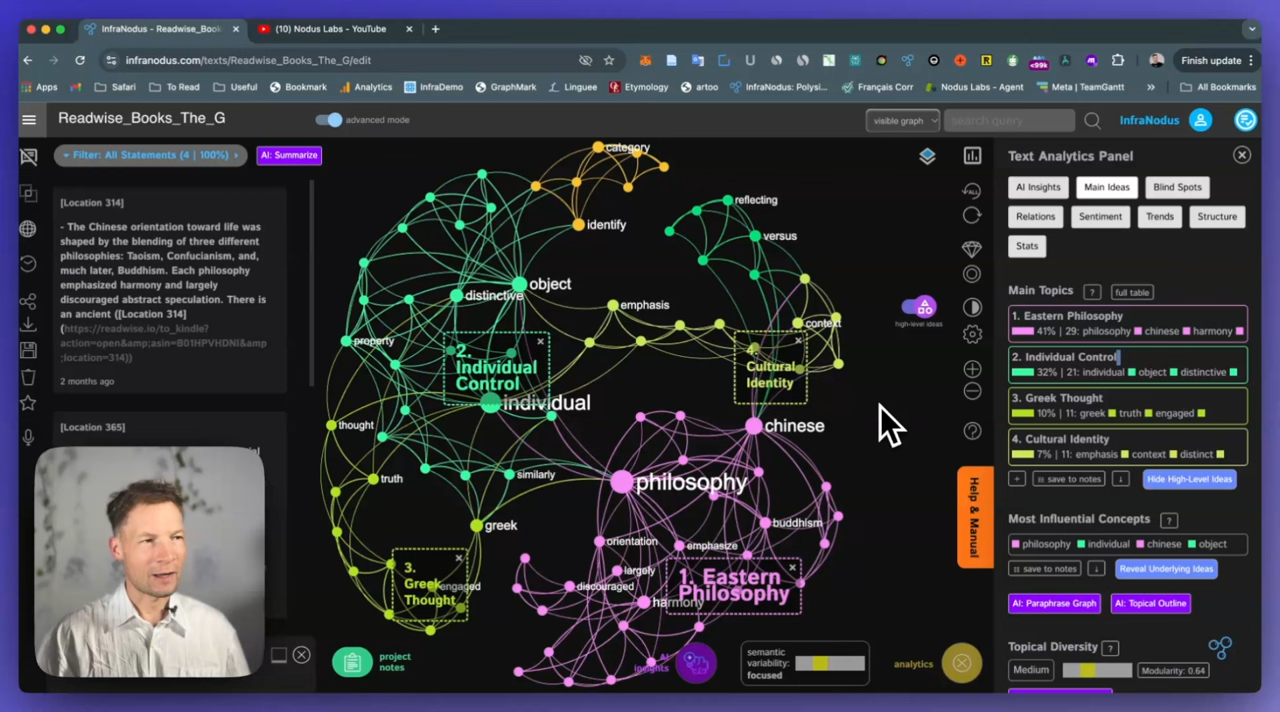 InfraNodus - Readwise_Book
(10) Nodus Labs - YouTube
infranodus.com/texts/Readwise_Books_The_G/edit
<99k
Finish update
Apps
Safari
To Read
Useful
Bookmark
Analytics
InfraDemo
GraphMark
Linguee
Etymology
artoo
InfraNodus: Polysi...
Français Corr
Nodus Labs - Agent
Meta | TeamGantt
»
All Bookmarks
Readwise_Books_The_G
advanced mode
visible graph
search query
InfraNodus
Filter: All Statements (4 | 100%)
AI: Summarize
[Location 314]
- The Chinese orientation toward life was
shaped by the blending of three different
philosophies: Taoism, Confucianism, and,
much later, Buddhism. Each philosophy
emphasized harmony and largely
discouraged abstract speculation. There is
an ancient ([Location 314]
(https://readwise.io/to_kindle?
action=open&amp;asin=B01HPVHDNI&amp
;location=314))
2 months ago
[Location 365]
category
identify
reflecting
versus
object
distinctive
emphasis
context
property
2.
Individual
Control
4.
Cultural
Identity
individual
thought
chinese
truth
similarly
philosophy
greek
buddhism
orientation
emphasize
3.
Greek
Thought
engaged
largely
discouraged
harmony
1. Eastern
Philosophy
high-level ideas
ALL
project
notes
AI
insights
semantic
variability:
focused
analytics
Help & Manual
Text Analytics Panel
AI Insights
Main Ideas
Blind Spots
Relations
Sentiment
Trends
Structure
Stats
Main Topics
?
full table
1. Eastern Philosophy
41% | 29: philosophy chinese harmony
2. Individual Control
32% | 21: individual object distinctive
3. Greek Thought
10% | 11: greek truth engaged
4. Cultural Identity
7% | 11: emphasis context distinct
+
save to notes
↓
Hide High-Level Ideas
Most Influential Concepts
?
philosophy individual chinese object
save to notes
↓
Reveal Underlying Ideas
AI: Paraphrase Graph
AI: Topical Outline
Topical Diversity
?
Medium
Modularity: 0.64